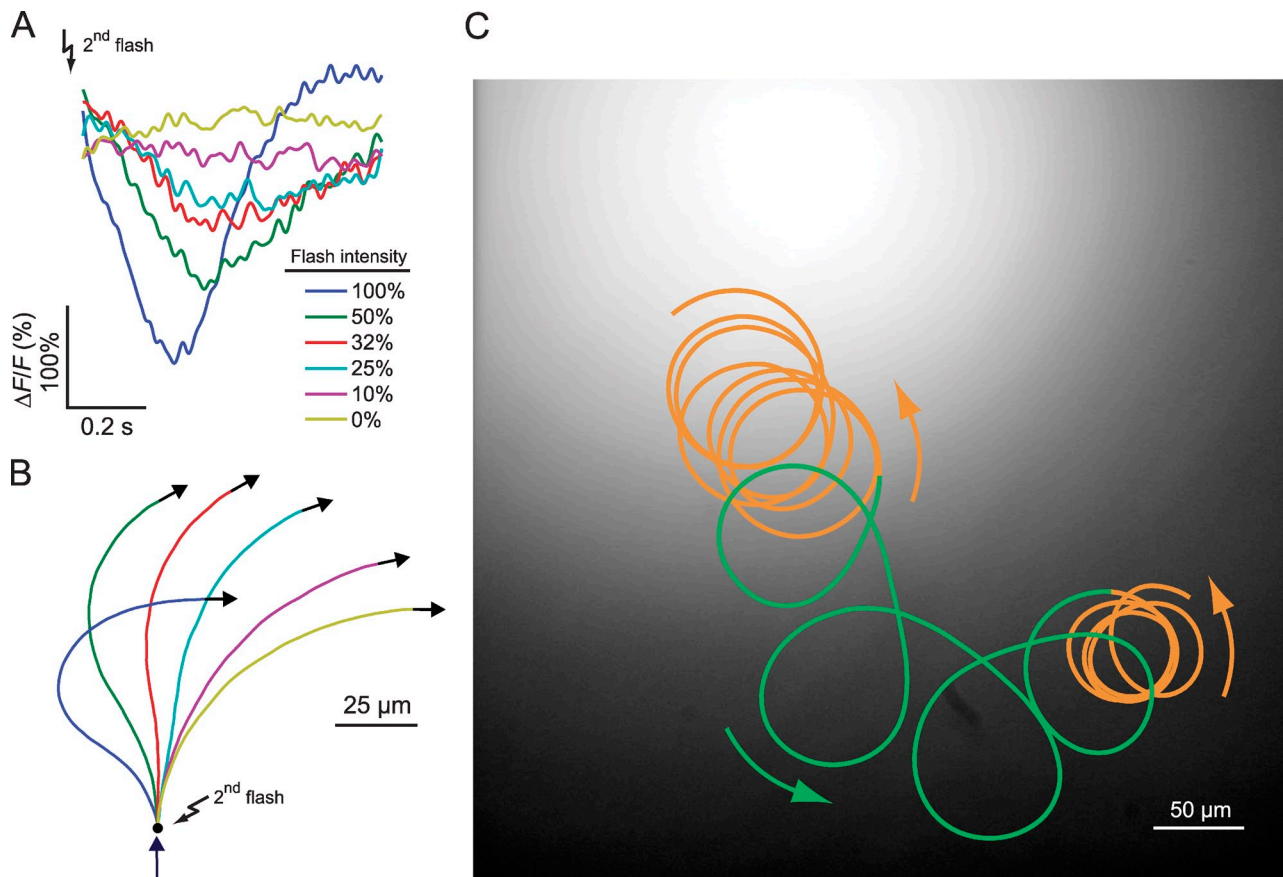 A
2nd flash
Flash intensity
100%
50%
32%
25%
10%
0%
ΔF/F (%)
100%
0.2 s
B
25 µm
2nd flash
C
50 µm